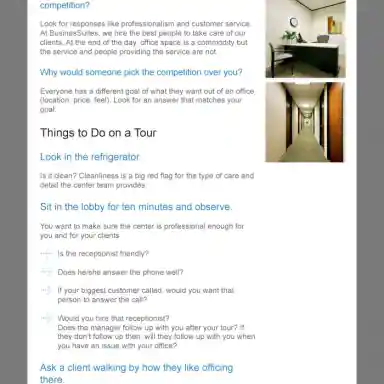 competition?
Look for responses like professionalism and customer service.
At BusinesSuites, we hire the best people to take care of our
clients. At the end of the day, office space is a commodity but
the service and people providing the service are not.
Why would someone pick the competition over you?
Everyone has a different goal of what they want out of an office
(location, price, feel). Look for an answer that matches your
goal.
Things to Do on a Tour
Look in the refrigerator
Is it clean? Cleanliness is a big red flag for the type of care and
detail the center team provides.
Sit in the lobby for ten minutes and observe.
You want to make sure the center is professional enough for
you and for your clients.
Is the receptionist friendly?
Does he/she answer the phone well?
If your biggest customer called, would you want that
person to answer the call?
Would you hire that receptionist?
Does the manager follow up with you after your tour? If
they don't follow up then, will they follow up with you when
you have an issue with your office?
Ask a client walking by how they like officing
there.